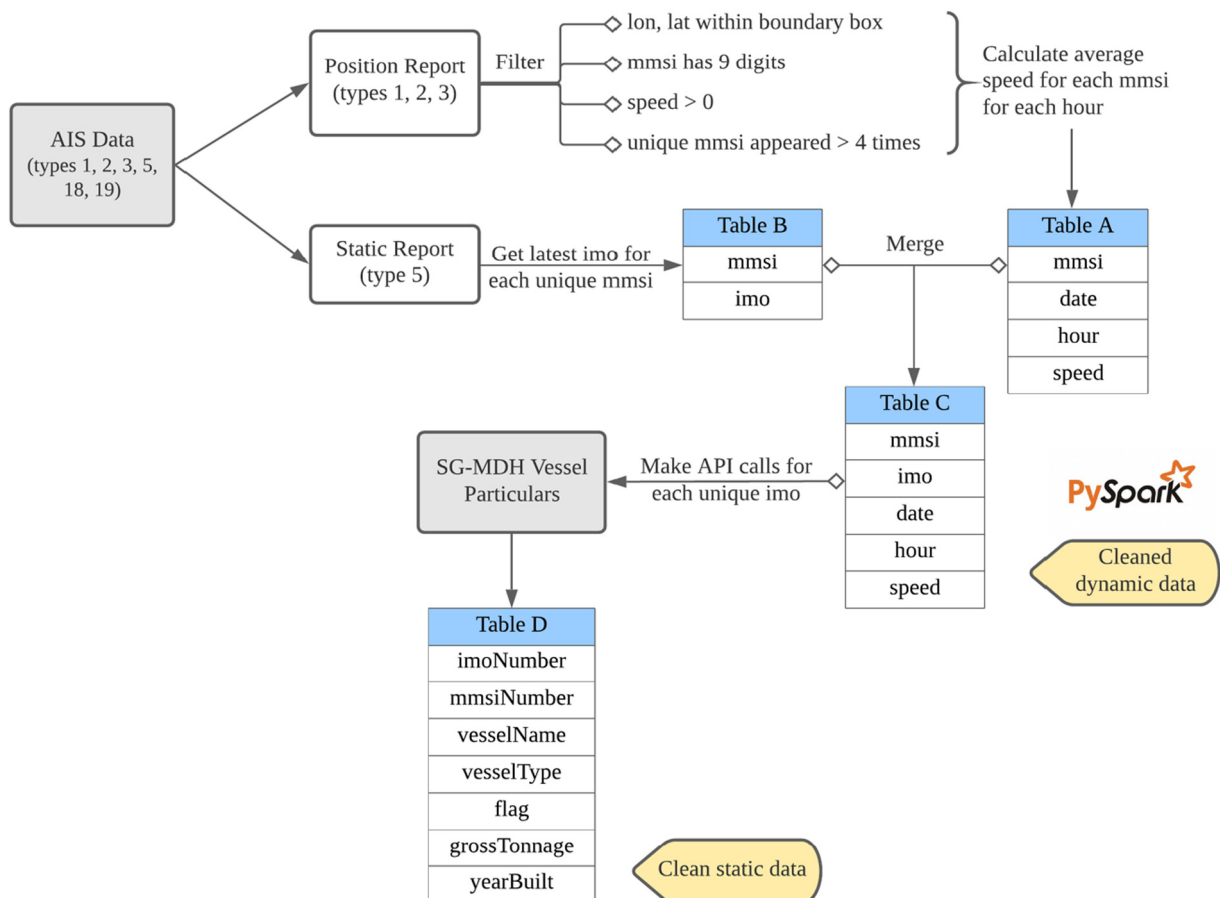 lon, lat within boundary box
Position Report
(types 1, 2, 3)
Filter
mmsi has 9 digits
speed > 0
unique mmsi appeared > 4 times
Calculate average
speed for each mmsi
for each hour
AIS Data
(types 1, 2, 3, 5,
18, 19)
Static Report
(type 5)
Get latest imo for
each unique mmsi
Table B
mmsi
imo
Merge
Table A
mmsi
date
hour
speed
Table C
mmsi
imo
date
hour
speed
SG-MDH Vessel
Particulars
Make API calls for
each unique imo
PySpark
Cleaned
dynamic data
Table D
imoNumber
mmsiNumber
vesselName
vesselType
flag
grossTonnage
yearBuilt
Clean static data